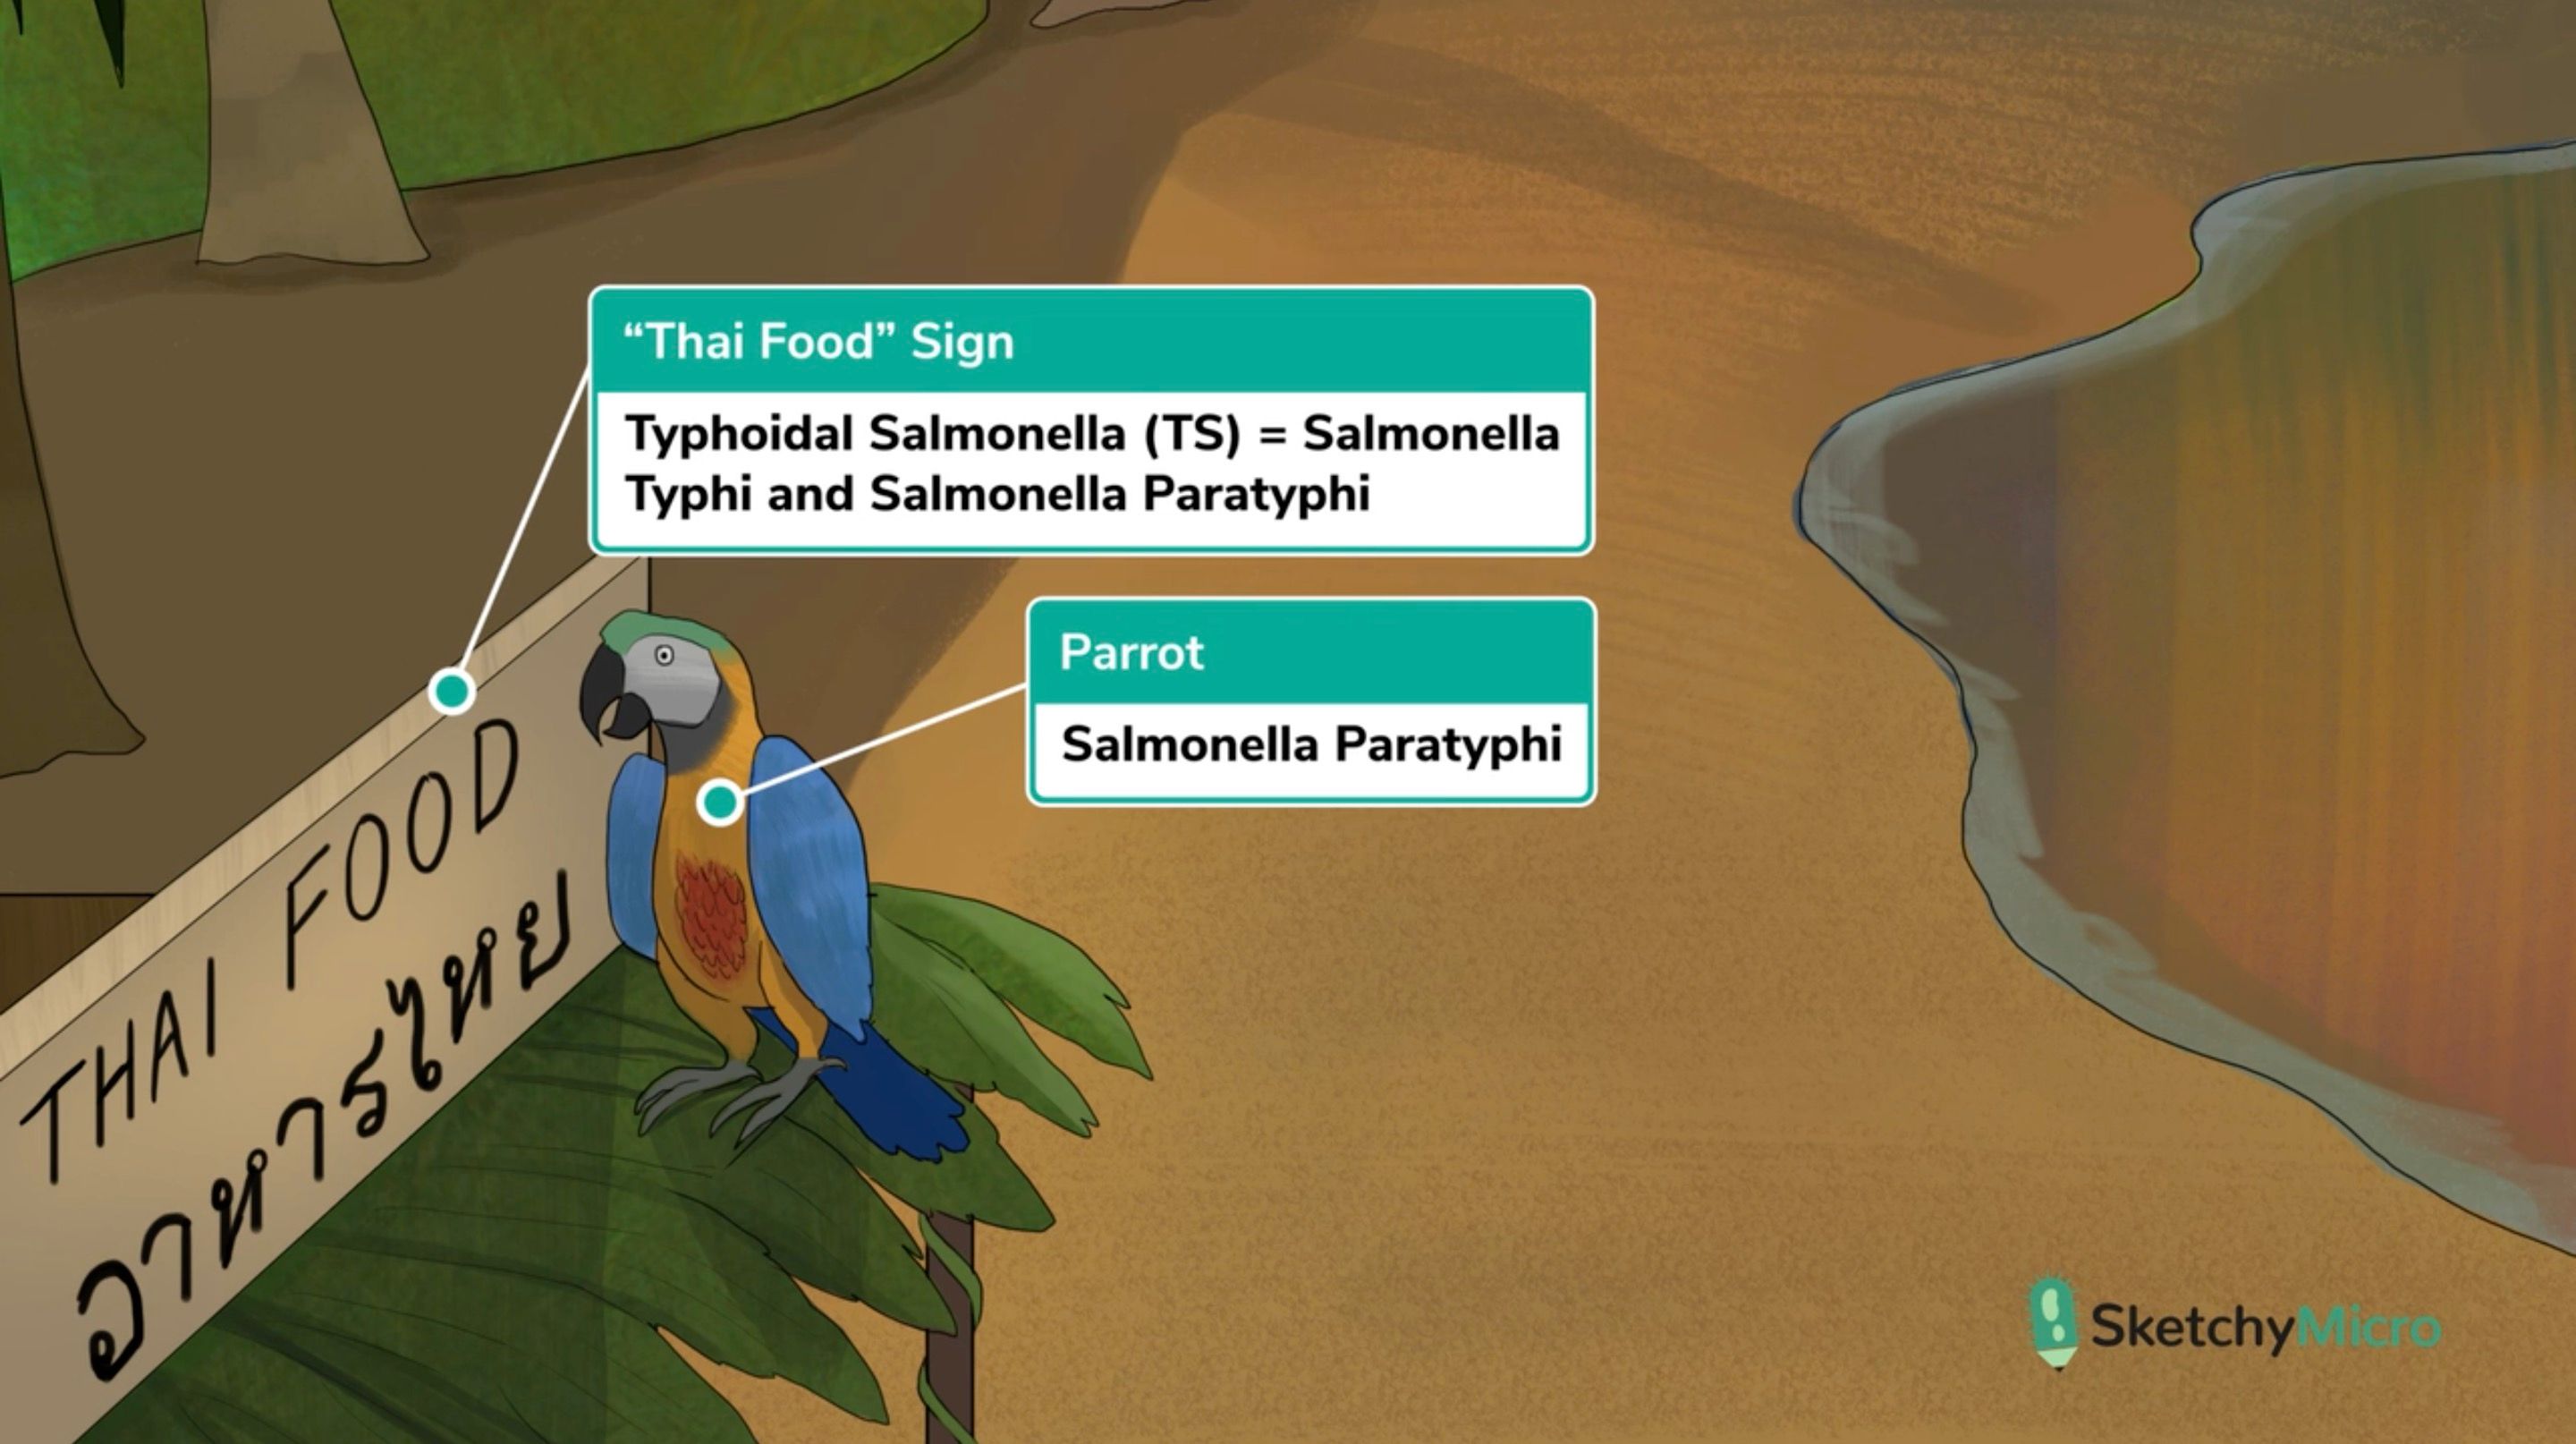 “Thai Food” Sign
Typhoidal Salmonella (TS) = Salmonella
Typhi and Salmonella Paratyphi
Parrot
Salmonella Paratyphi
THAI FOOD
อาหารไทย
SketchyMicro